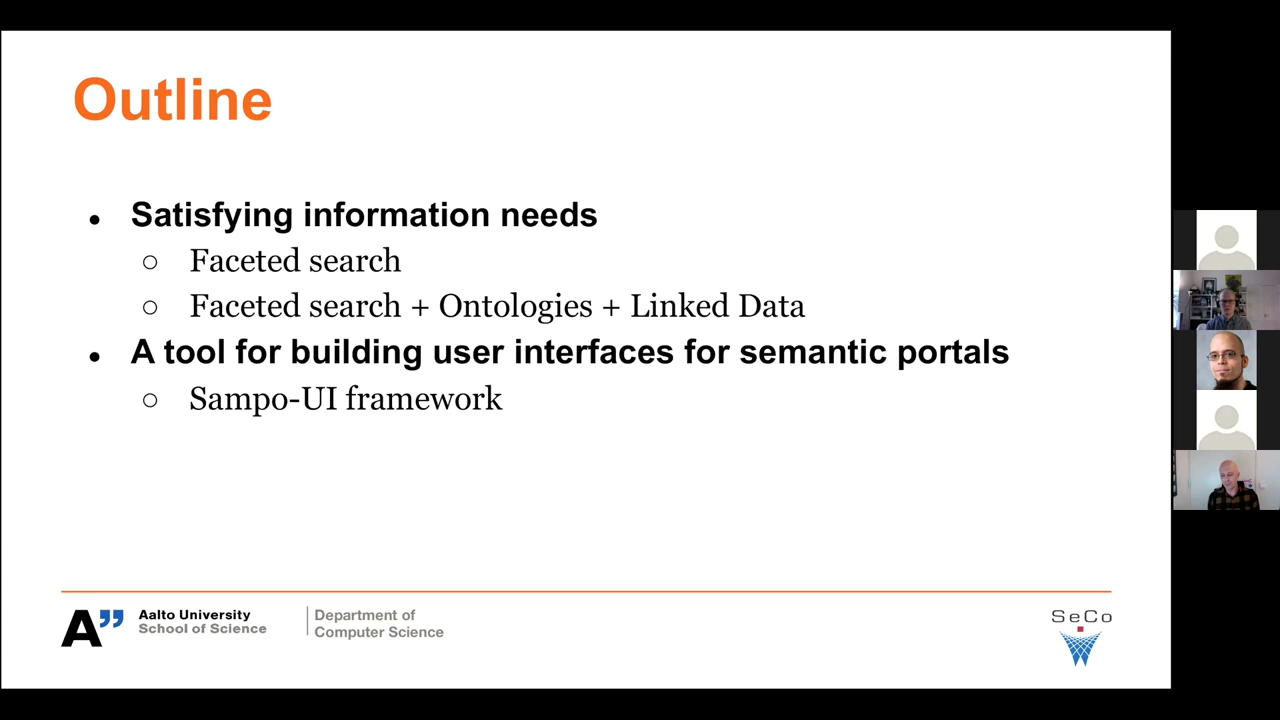 Outline
● Satisfying information needs
○ Faceted search
○ Faceted search + Ontologies + Linked Data
● A tool for building user interfaces for semantic portals
○ Sampo-UI framework
A”
Aalto University
School of Science
Department of
Computer Science
SeCo